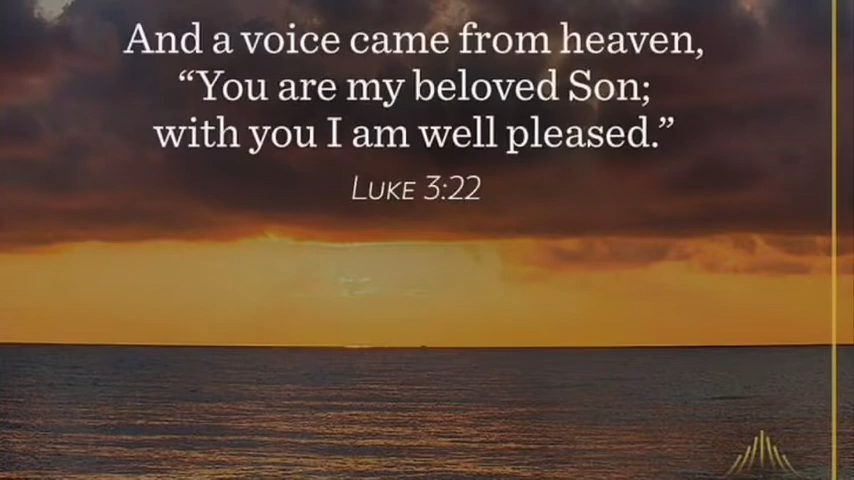 And a voice came from heaven,
“You are my beloved Son;
with you I am well pleased.”
Luke 3:22